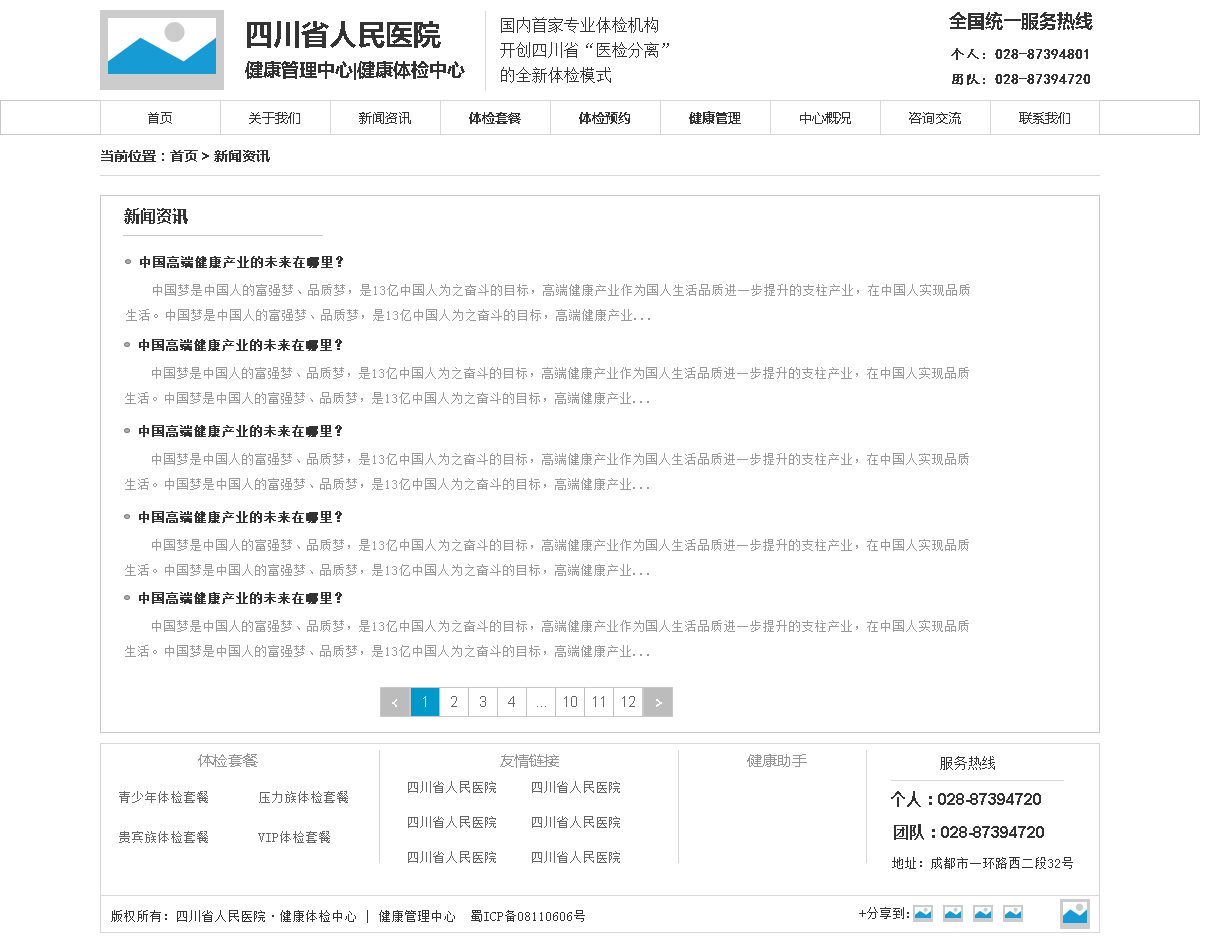 四川省人民医院
健康管理中心|健康体检中心
国内首家专业体检机构
开创四川省“医检分离”
的全新体检模式
全国统一服务热线
个人：028-87394801
团队：028-87394720
首页 关于我们 新闻资讯 体检套餐 体检预约 健康管理 中心概况 咨询交流 联系我们
当前位置：首页 > 新闻资讯
新闻资讯
中国高端健康产业的未来在哪里？
中国梦是中国人的富强梦、品质梦，是13亿中国人为之奋斗的目标，高端健康产业作为国人生活品质进一步提升的支柱产业，在中国人实现品质
生活。中国梦是中国人的富强梦、品质梦，是13亿中国人为之奋斗的目标，高端健康产业...
中国高端健康产业的未来在哪里？
中国梦是中国人的富强梦、品质梦，是13亿中国人为之奋斗的目标，高端健康产业作为国人生活品质进一步提升的支柱产业，在中国人实现品质
生活。中国梦是中国人的富强梦、品质梦，是13亿中国人为之奋斗的目标，高端健康产业...
中国高端健康产业的未来在哪里？
中国梦是中国人的富强梦、品质梦，是13亿中国人为之奋斗的目标，高端健康产业作为国人生活品质进一步提升的支柱产业，在中国人实现品质
生活。中国梦是中国人的富强梦、品质梦，是13亿中国人为之奋斗的目标，高端健康产业...
中国高端健康产业的未来在哪里？
中国梦是中国人的富强梦、品质梦，是13亿中国人为之奋斗的目标，高端健康产业作为国人生活品质进一步提升的支柱产业，在中国人实现品质
生活。中国梦是中国人的富强梦、品质梦，是13亿中国人为之奋斗的目标，高端健康产业...
中国高端健康产业的未来在哪里？
中国梦是中国人的富强梦、品质梦，是13亿中国人为之奋斗的目标，高端健康产业作为国人生活品质进一步提升的支柱产业，在中国人实现品质
生活。中国梦是中国人的富强梦、品质梦，是13亿中国人为之奋斗的目标，高端健康产业...
< 1 2 3 4 ... 10 11 12 >
体检套餐
青少年体检套餐 压力族体检套餐
贵宾族体检套餐 VIP体检套餐
友情链接
四川省人民医院 四川省人民医院
四川省人民医院 四川省人民医院
四川省人民医院 四川省人民医院
健康助手
服务热线
个人：028-87394720
团队：028-87394720
地址：成都市一环路西二段32号
版权所有：四川省人民医院·健康体检中心 | 健康管理中心 蜀ICP备08110606号
+分享到: